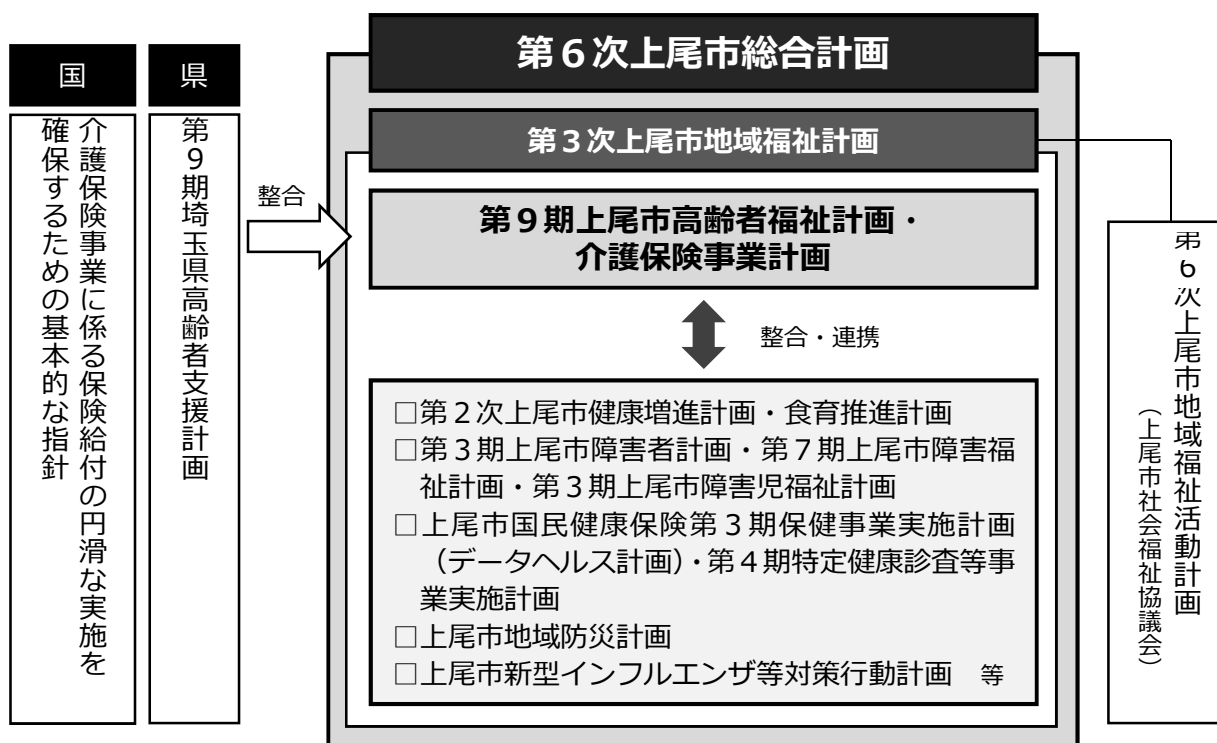 国
介護保険事業に係る保険給付の円滑な実施を
確保するための基本的な指針
県
第9期埼玉県高齢者支援計画
整合
第6次上尾市総合計画
第3次上尾市地域福祉計画
第9期上尾市高齢者福祉計画・
介護保険事業計画
整合・連携
□第2次上尾市健康増進計画・食育推進計画
□第3期上尾市障害者計画・第7期上尾市障害福
祉計画・第3期上尾市障害児福祉計画
□上尾市国民健康保険第3期保健事業実施計画
（データヘルス計画）・第4期特定健康診査等事
業実施計画
□上尾市地域防災計画
□上尾市新型インフルエンザ等対策行動計画　等
第6次上尾市地域福祉活動計画
（上尾市社会福祉協議会）